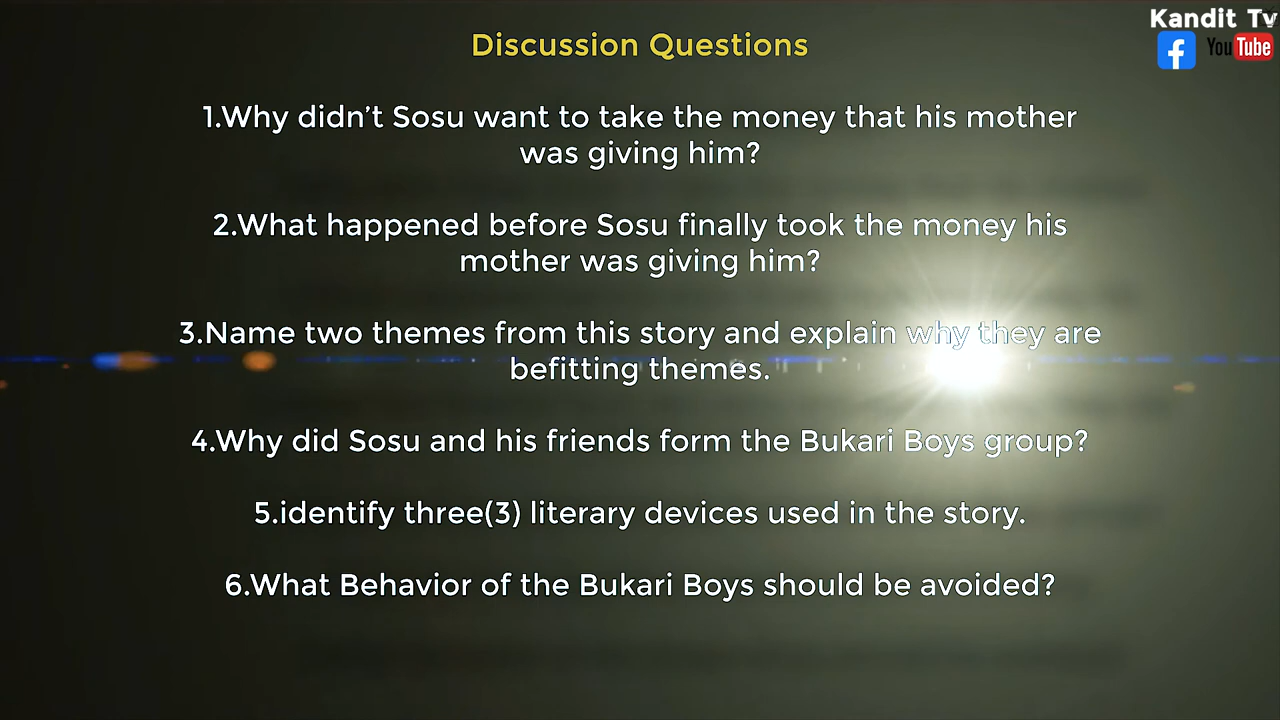 Kandit Tv
YouTube
Discussion Questions
1.Why didn’t Sosu want to take the money that his mother
was giving him?
2.What happened before Sosu finally took the money his
mother was giving him?
3.Name two themes from this story and explain why they are
befitting themes.
4.Why did Sosu and his friends form the Bukari Boys group?
5.identify three(3) literary devices used in the story.
6.What Behavior of the Bukari Boys should be avoided?